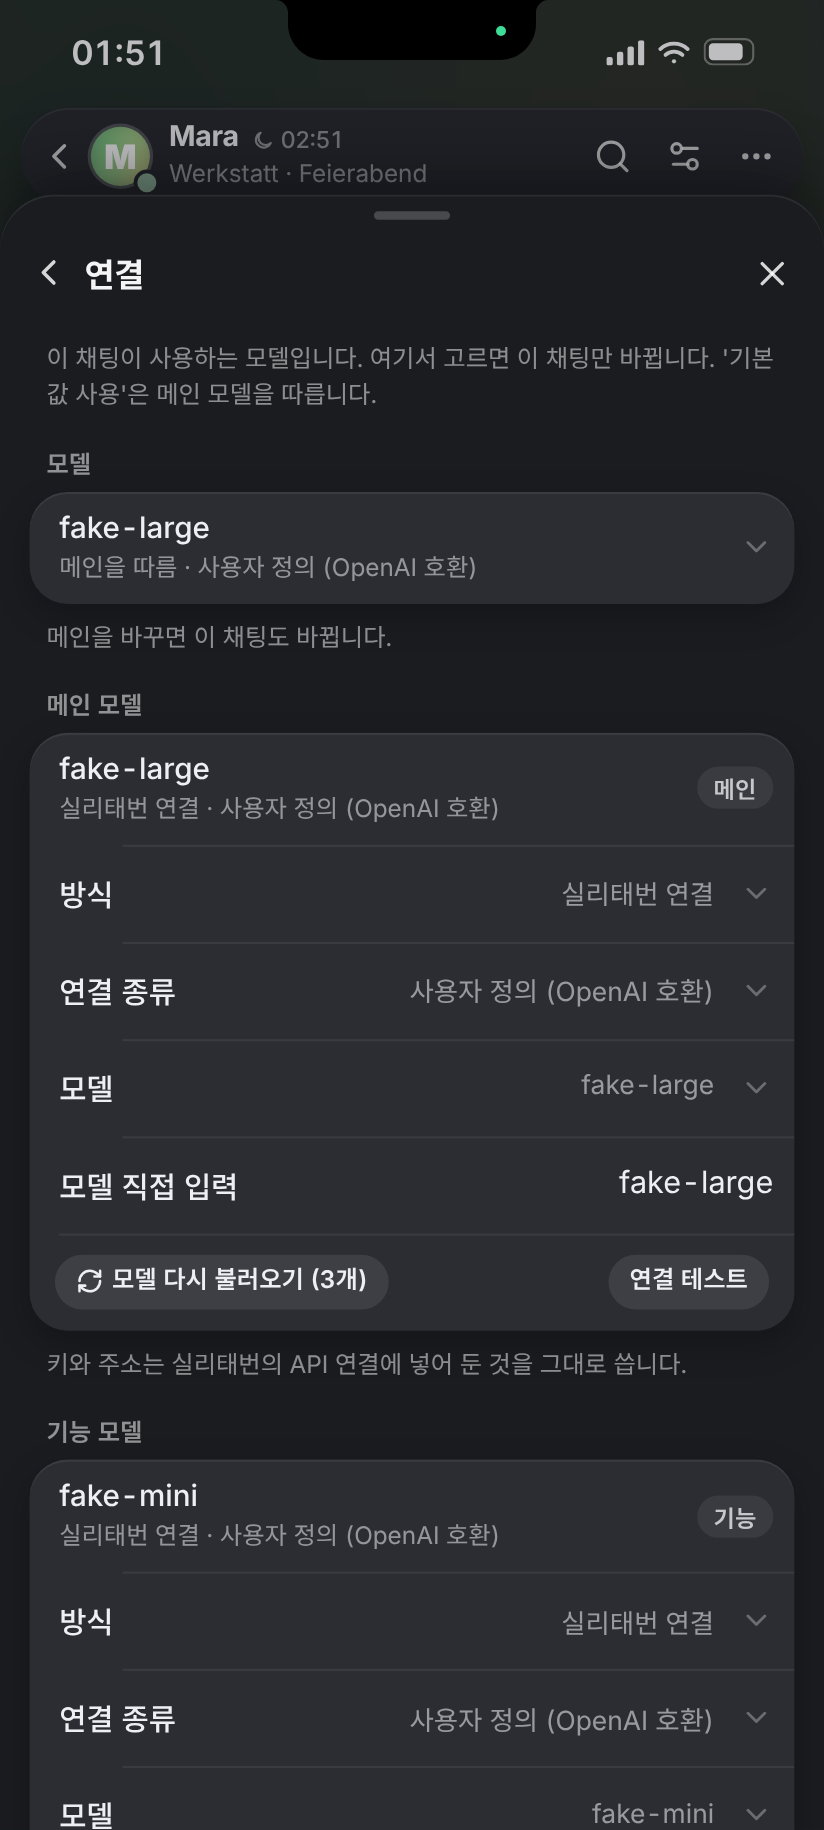 01:51
M
Mara
02:51
Werkstatt · Feierabend
연결
이 채팅이 사용하는 모델입니다. 여기서 고르면 이 채팅만 바뀝니다. '기본
값 사용'은 메인 모델을 따릅니다.
모델
fake-large
메인을 따름 · 사용자 정의 (OpenAI 호환)
메인을 바꾸면 이 채팅도 바뀝니다.
메인 모델
fake-large
메인
실리태번 연결 · 사용자 정의 (OpenAI 호환)
방식 실리태번 연결
연결 종류 사용자 정의 (OpenAI 호환)
모델 fake-large
모델 직접 입력 fake-large
모델 다시 불러오기 (3개) 연결 테스트
키와 주소는 실리태번의 API 연결에 넣어 둔 것을 그대로 씁니다.
기능 모델
fake-mini
기능
실리태번 연결 · 사용자 정의 (OpenAI 호환)
방식 실리태번 연결
연결 종류 사용자 정의 (OpenAI 호환)
모델 fake-mini